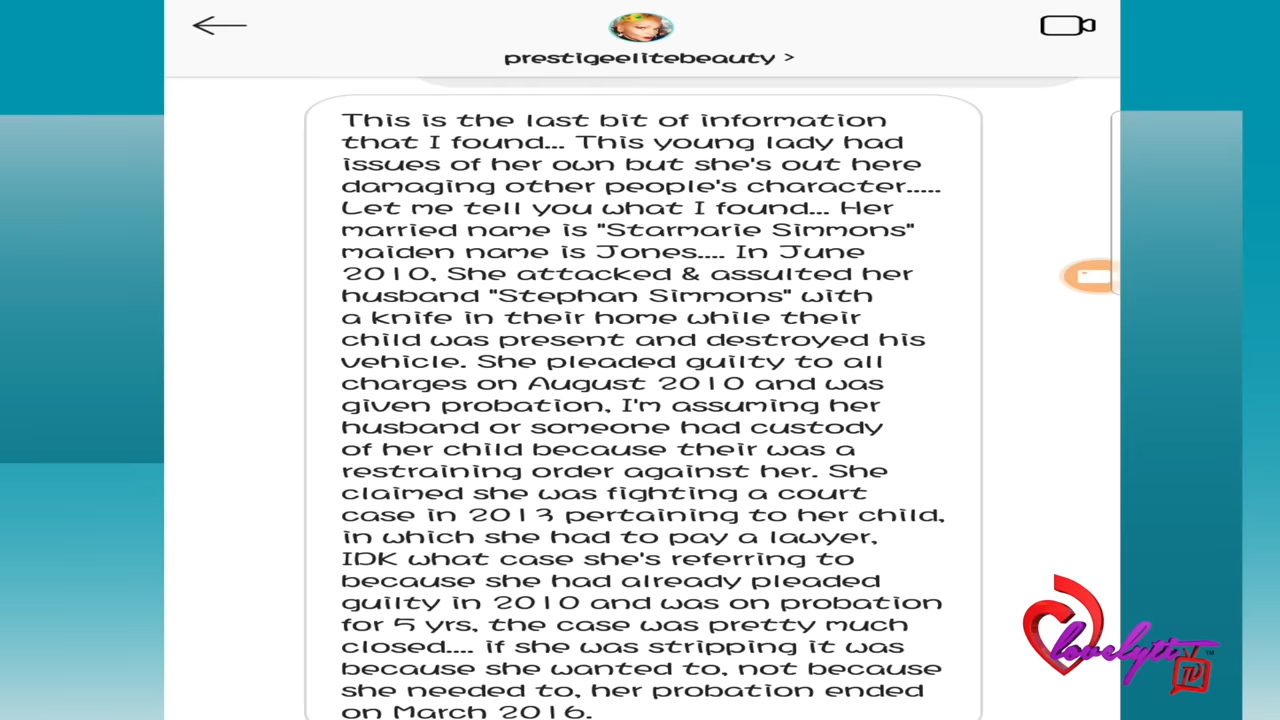 prestigeelitebeauty >
This is the last bit of information
that I found... This young lady had
issues of her own but she's out here
damaging other people's character.....
Let me tell you what I found... Her
married name is "Starmarie Simmons"
maiden name is Jones.... In June
2010, She attacked & assulted her
husband "Stephan Simmons" with
a knife in their home while their
child was present and destroyed his
vehicle. She pleaded guilty to all
charges on August 2010 and was
given probation, I'm assuming her
husband or someone had custody
of her child because their was a
restraining order against her. She
claimed she was fighting a court
case in 2013 pertaining to her child,
in which she had to pay a lawyer,
IDK what case she's referring to
because she had already pleaded
guilty in 2010 and was on probation
for 5 yrs, the case was pretty much
closed.... if she was stripping it was
because she wanted to, not because
she needed to, her probation ended
on March 2016.
lovelyti TV ™